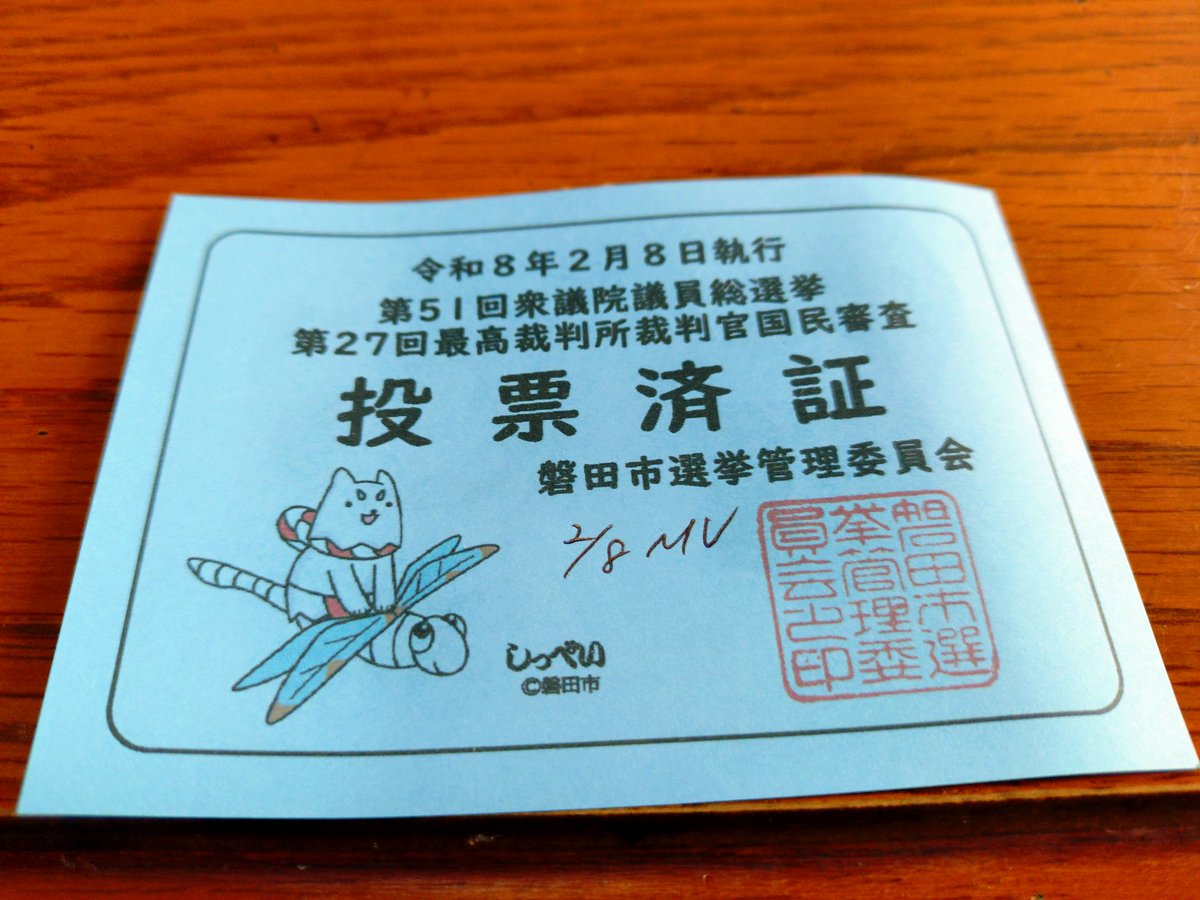 令和8年2月8日執行
第51回衆議院議員総選挙
第27回最高裁判所裁判官国民審査
投票済証
磐田市選挙管理委員会
2/8 MV
しっぺい
©磐田市
磐田市選
挙管理委
員会之印